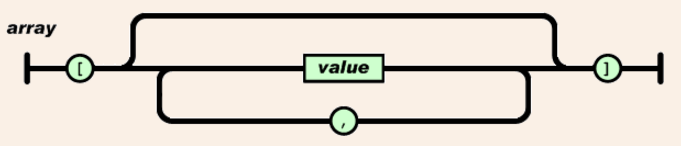 array
[ value ]
,